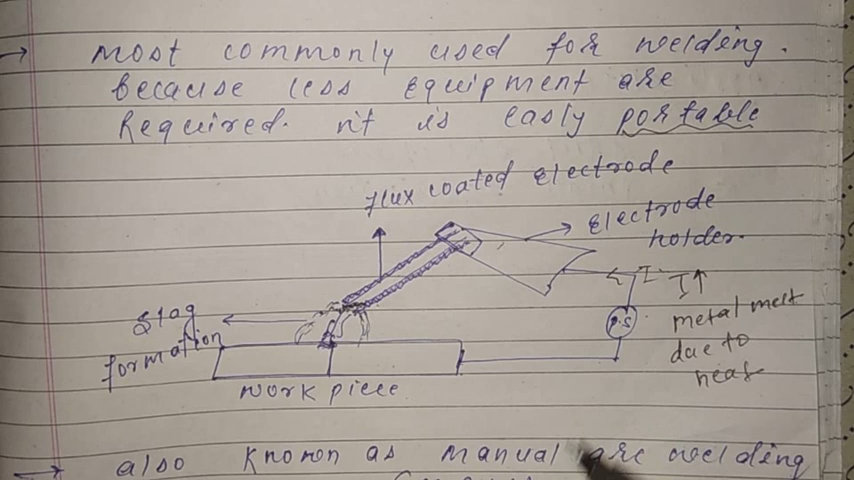 most commonly used for welding.
because less equipment are
Required. it is easly portable
flux coated Electrode
Electrode
holder.
I
I↑
Slag
formation
P.S
metal melt
due to
heat
work piece
also known as manual arc welding